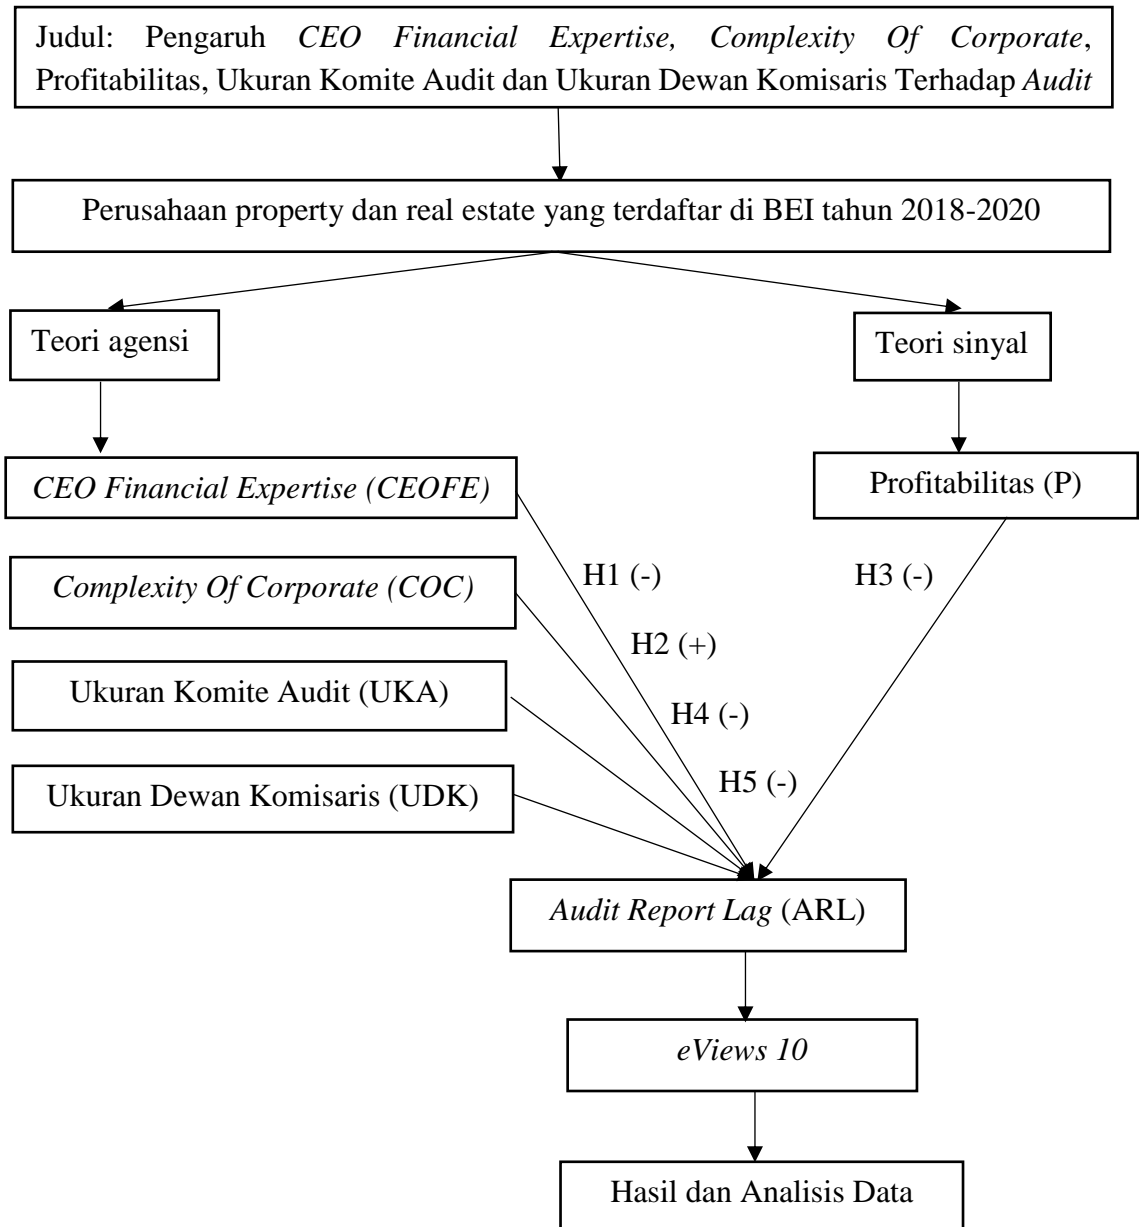 Judul: Pengaruh CEO Financial Expertise, Complexity Of Corporate,
Profitabilitas, Ukuran Komite Audit dan Ukuran Dewan Komisaris Terhadap Audit
Perusahaan property dan real estate yang terdaftar di BEI tahun 2018-2020
Teori agensi
Teori sinyal
CEO Financial Expertise (CEOFE)
Profitabilitas (P)
Complexity Of Corporate (COC)
H1 (-)
H3 (-)
H2 (+)
Ukuran Komite Audit (UKA)
H4 (-)
H5 (-)
Ukuran Dewan Komisaris (UDK)
Audit Report Lag (ARL)
eViews 10
Hasil dan Analisis Data